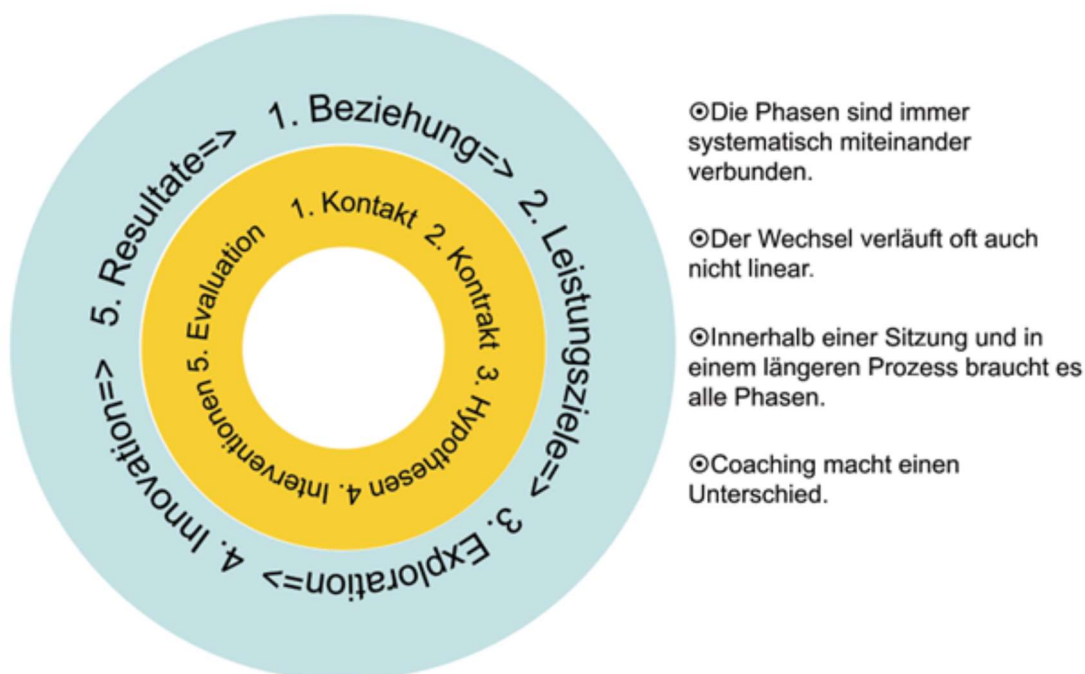 1. Beziehung=> 2. Leistungsziele=> 3. Exploration=> 4. Innovation=> 5. Resultate=>
1. Kontakt 2. Kontrakt 3. Hypothesen 4. Interventionen 5. Evaluation
⊙Die Phasen sind immer
systematisch miteinander
verbunden.
⊙Der Wechsel verläuft oft auch
nicht linear.
⊙Innerhalb einer Sitzung und in
einem längeren Prozess braucht es
alle Phasen.
⊙Coaching macht einen
Unterschied.